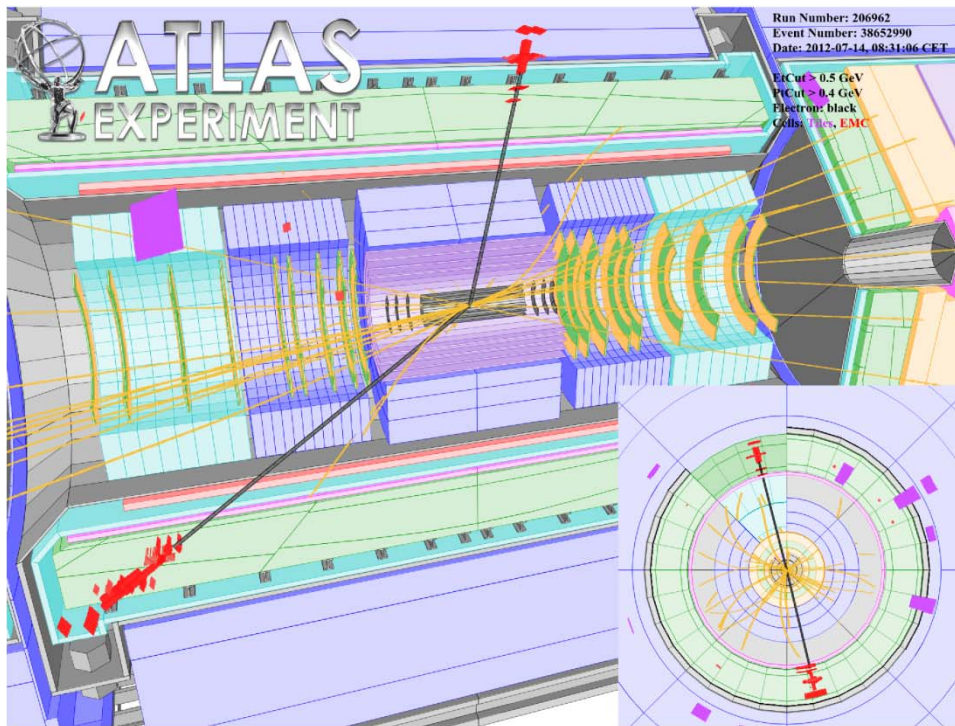 ATLAS
EXPERIMENT
Run Number: 206962
Event Number: 38652990
Date: 2012-07-14, 08:31:06 CET
EtCut > 0.5 GeV
PtCut > 0.4 GeV
Electron: black
Cells: Tiles, EMC